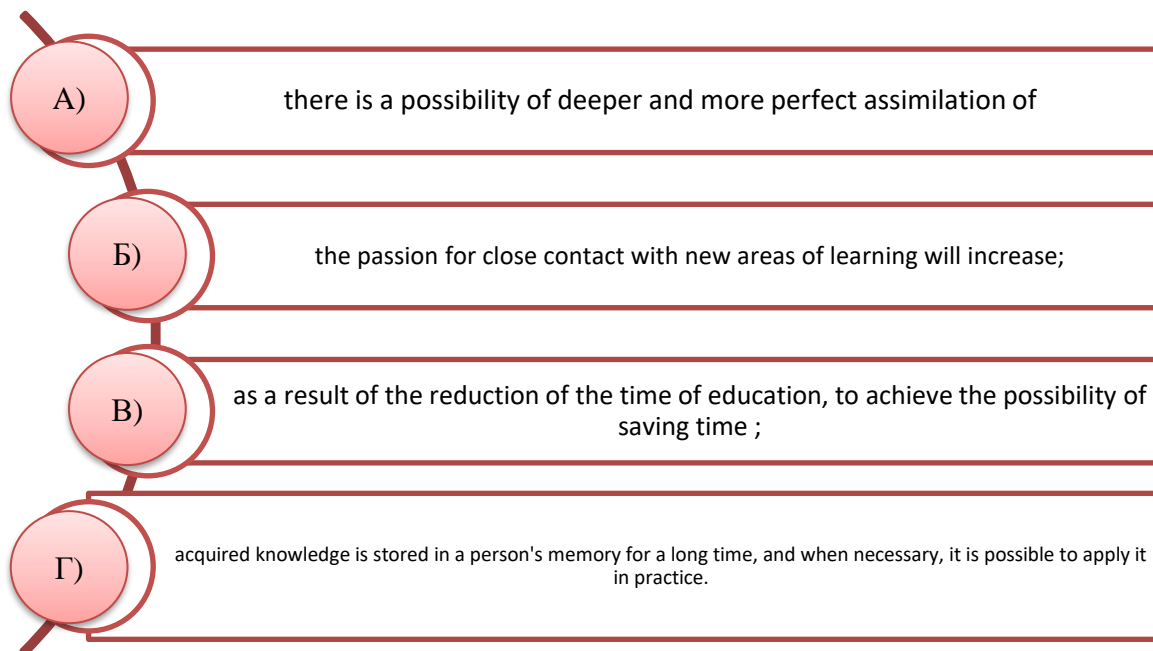 А)
there is a possibility of deeper and more perfect assimilation of
Б)
the passion for close contact with new areas of learning will increase;
В)
as a result of the reduction of the time of education, to achieve the possibility of
saving time ;
Г)
acquired knowledge is stored in a person's memory for a long time, and when necessary, it is possible to apply it
in practice.